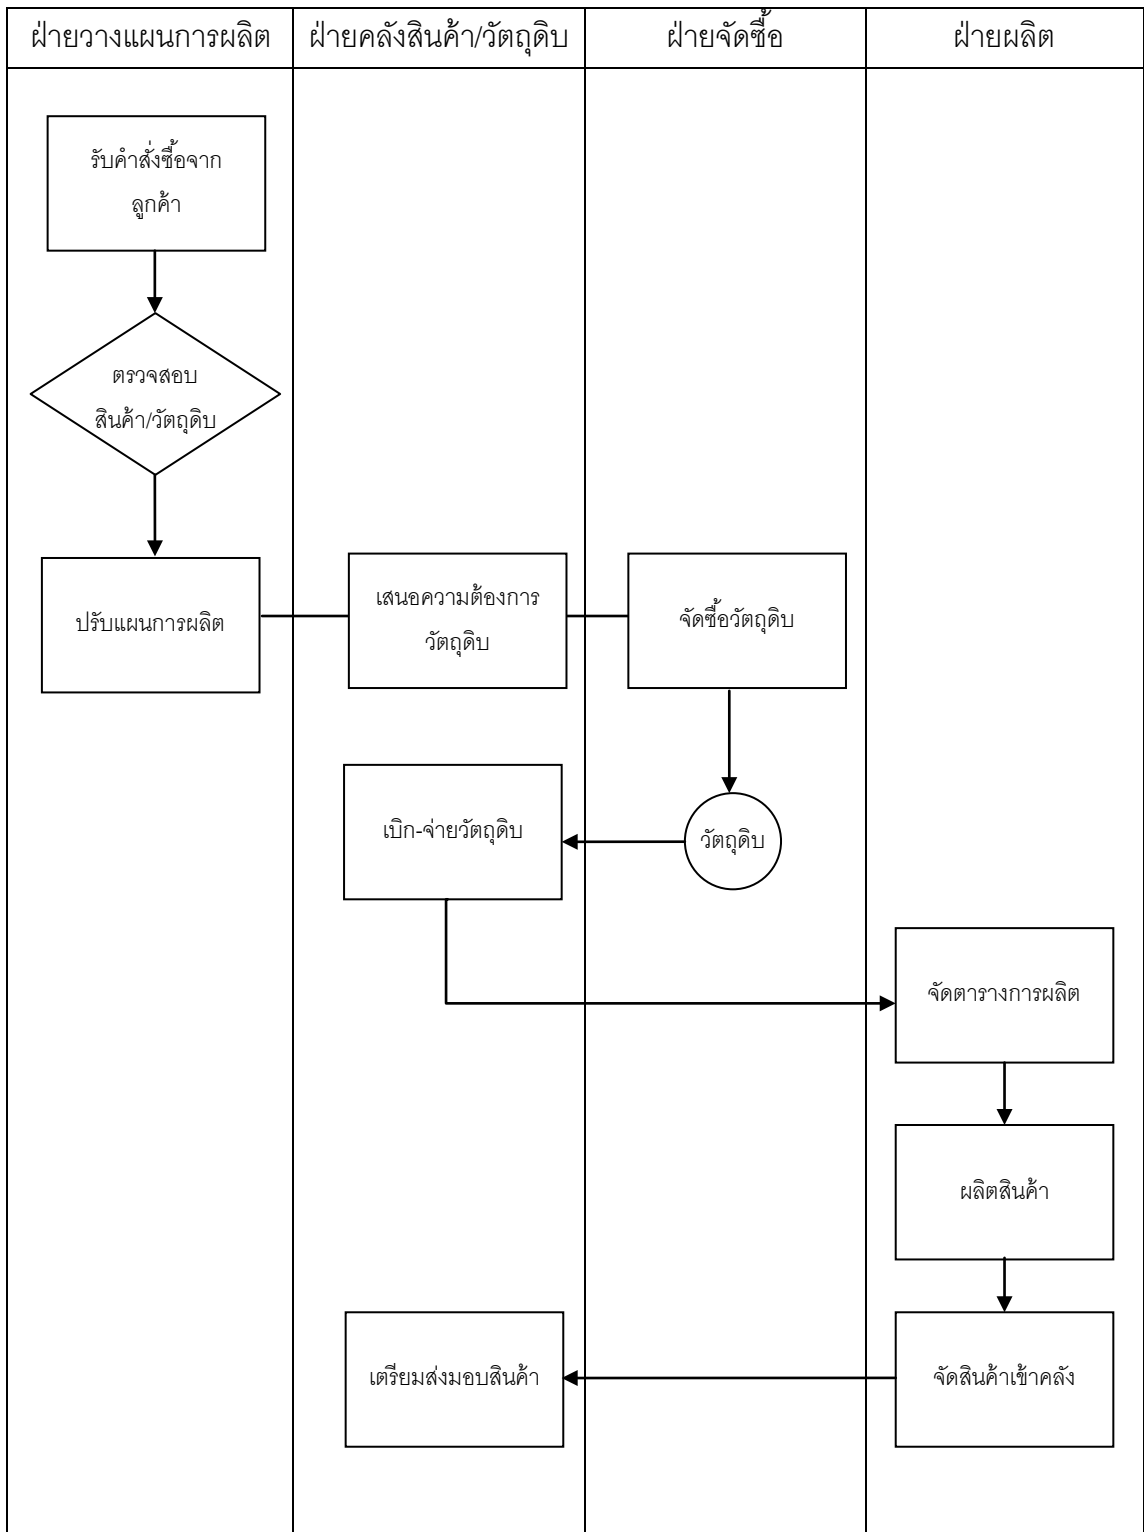 ฝ่ายวางแผนการผลิต
ฝ่ายคลังสินค้า/วัตถุดิบ
ฝ่ายจัดซื้อ
ฝ่ายผลิต
รับคำสั่งซื้อจาก
ลูกค้า
ตรวจสอบ
สินค้า/วัตถุดิบ
ปรับแผนการผลิต
เสนอความต้องการ
วัตถุดิบ
จัดซื้อวัตถุดิบ
เบิก-จ่ายวัตถุดิบ
วัตถุดิบ
จัดตารางการผลิต
ผลิตสินค้า
เตรียมส่งมอบสินค้า
จัดสินค้าเข้าคลัง